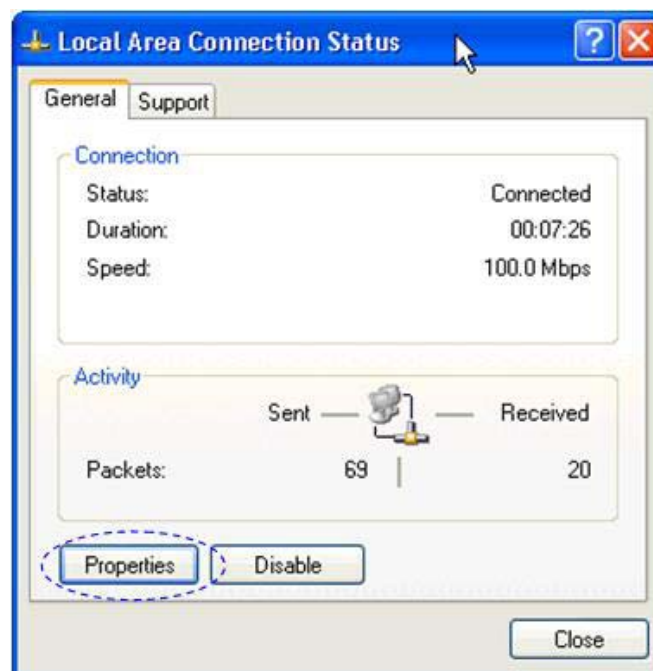 Local Area Connection Status
General Support
Connection
Status: Connected
Duration: 00:07:26
Speed: 100.0 Mbps
Activity
Sent Received
Packets: 69 20
Properties Disable
Close